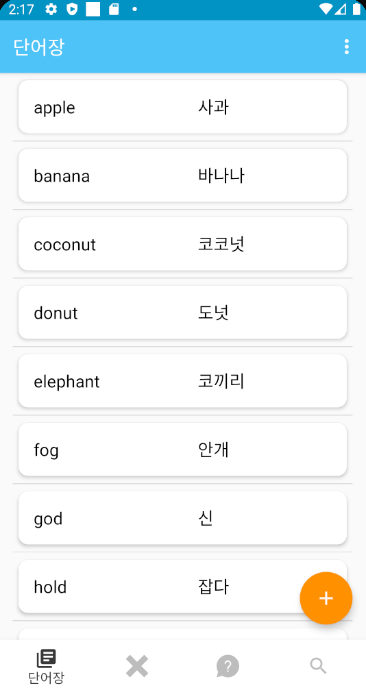 2:17
단어장
apple 사과
banana 바나나
coconut 코코넛
donut 도넛
elephant 코끼리
fog 안개
god 신
hold 잡다
단어장